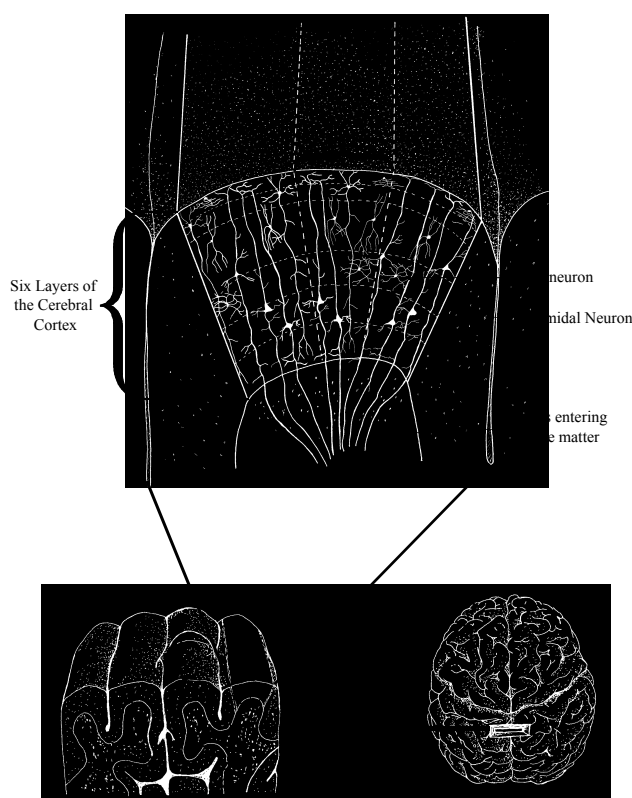 Six Layers of
the Cerebral
Cortex
neuron
midal Neuron
entering
matter